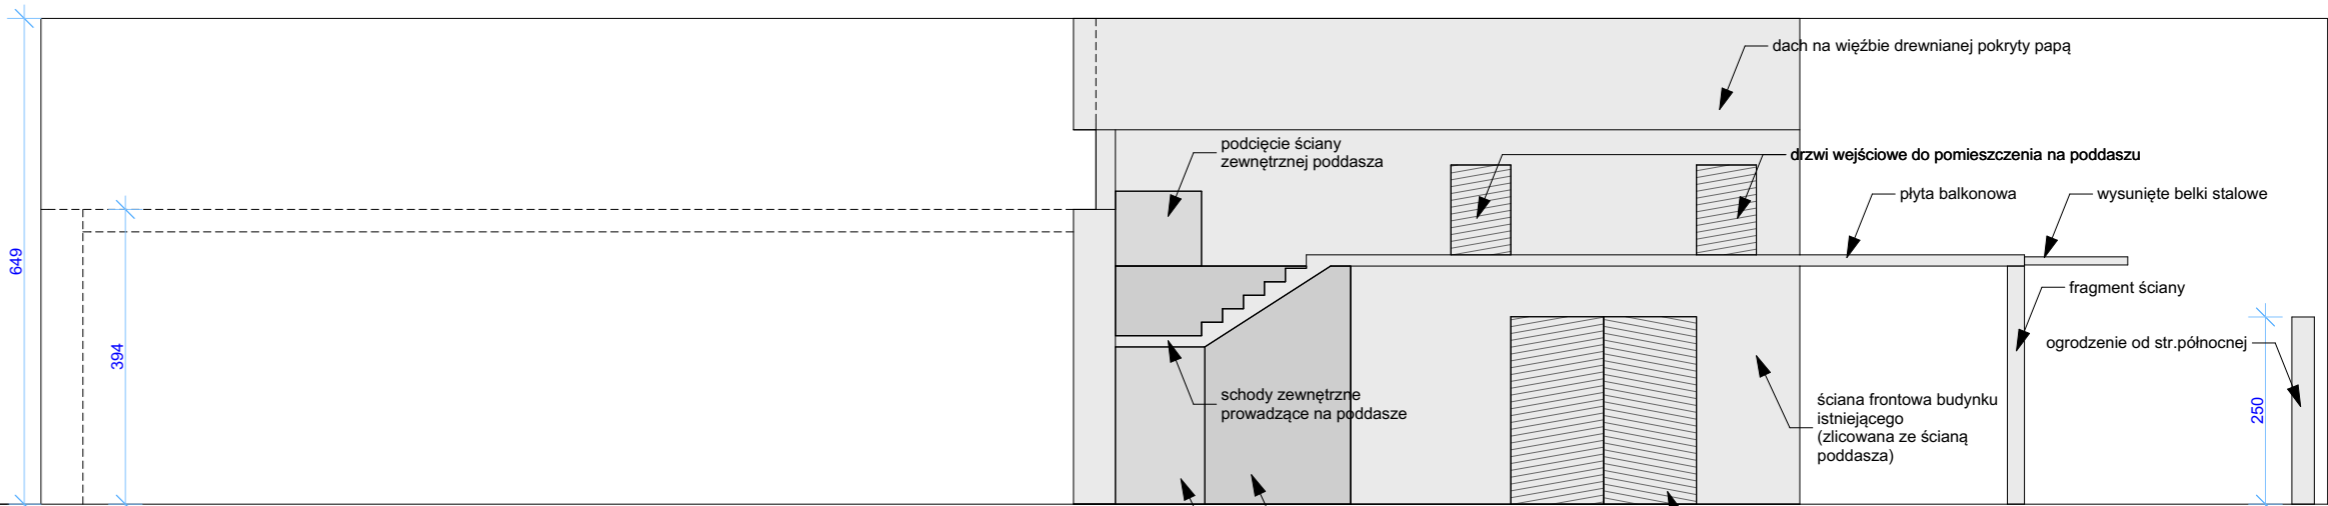 dach na więźbie drewnianej pokryty papą
podcięcie ściany
zewnętrznej poddasza
drzwi wejściowe do pomieszczenia na poddaszu
płyta balkonowa
wysunięte belki stalowe
649
394
fragment ściany
ogrodzenie od str.północnej
schody zewnętrzne
prowadzące na poddasze
ściana frontowa budynku
istniejącego
(zlicowana ze ścianą
poddasza)
250